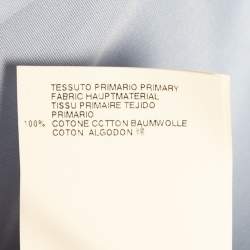 TESSUTO PRIMARIO PRIMARY
FABRIC HAUPTMATERIAL
TISSU PRIMAIRE TEJIDO
PRIMARIO
100% COTONE COTTON BAUMWOLLE
COTON ALGODON